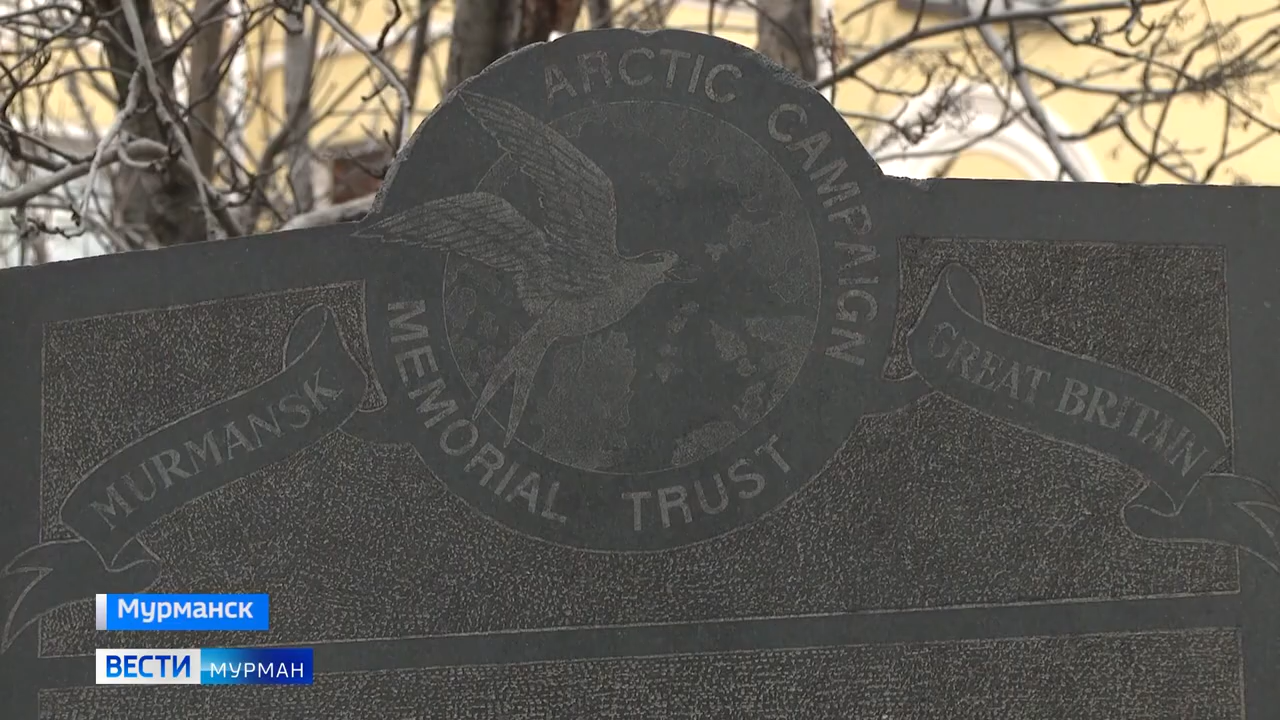 ARCTIC CAMPAIGN
MEMORIAL TRUST
MURMANSK
GREAT BRITAIN
Мурманск
ВЕСТИ МУРМАН